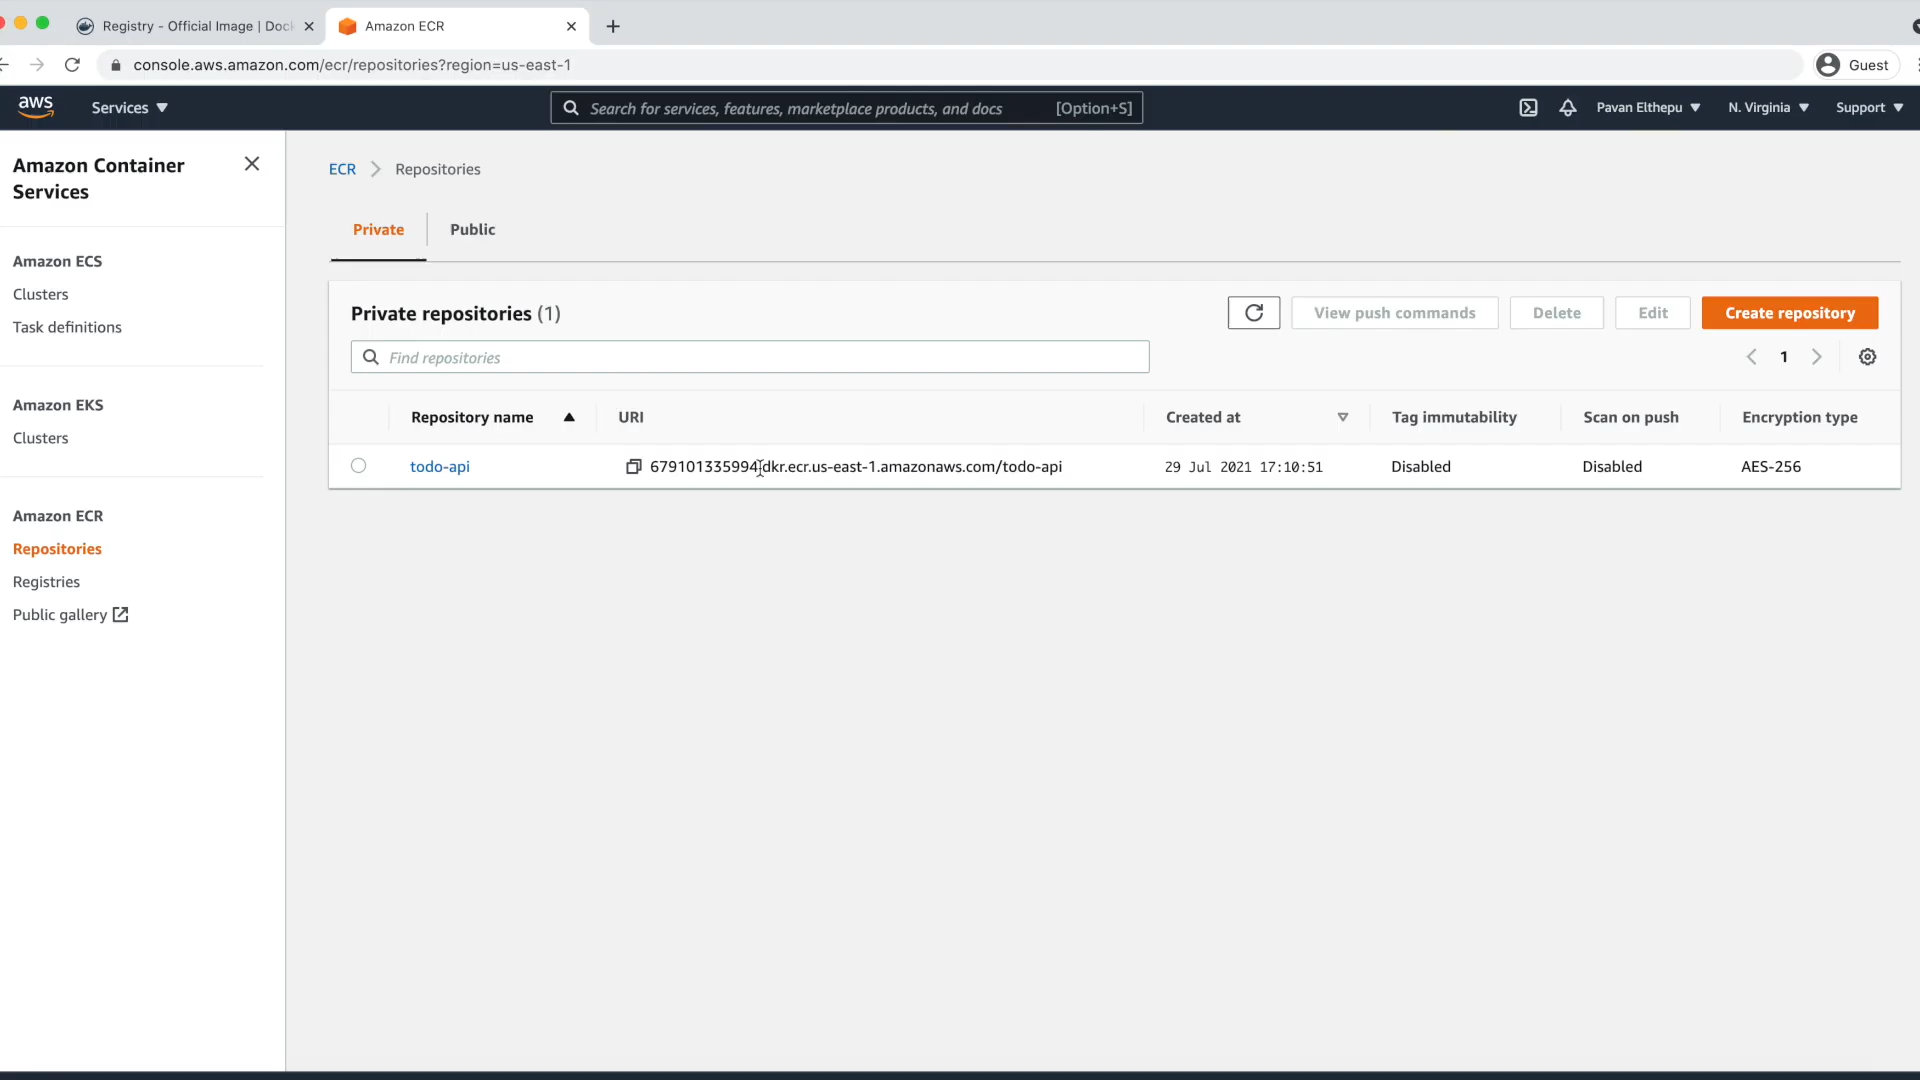 Registry - Official Image | Dock
Amazon ECR
console.aws.amazon.com/ecr/repositories?region=us-east-1
Guest
aws
Services
Search for services, features, marketplace products, and docs [Option+S]
Pavan Elthepu
N. Virginia
Support
Amazon Container
Services
Amazon ECS
Clusters
Task definitions
Amazon EKS
Clusters
Amazon ECR
Repositories
Registries
Public gallery
ECR
Repositories
Private
Public
Private repositories (1)
View push commands
Delete
Edit
Create repository
Find repositories
1
Repository name
URI
Created at
Tag immutability
Scan on push
Encryption type
todo-api
679101335994.dkr.ecr.us-east-1.amazonaws.com/todo-api
29 Jul 2021 17:10:51
Disabled
Disabled
AES-256